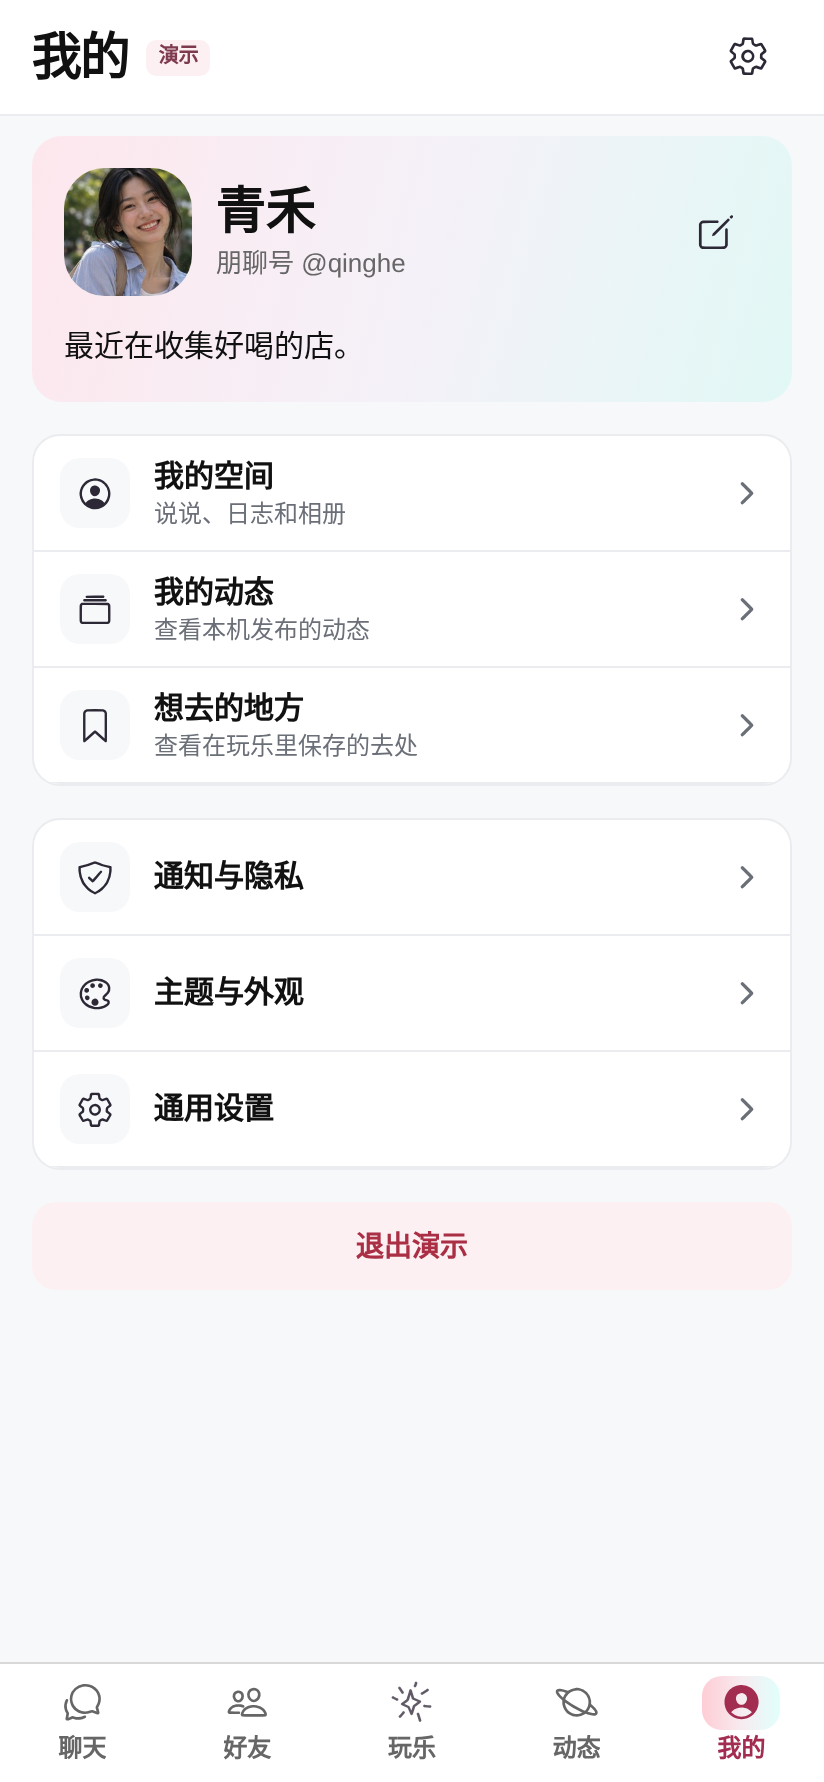 我的 演示
青禾
朋聊号 @qinghe
最近在收集好喝的店。
我的空间
说说、日志和相册
我的动态
查看本机发布的动态
想去的地方
查看在玩乐里保存的去处
通知与隐私
主题与外观
通用设置
退出演示
聊天 好友 玩乐 动态 我的